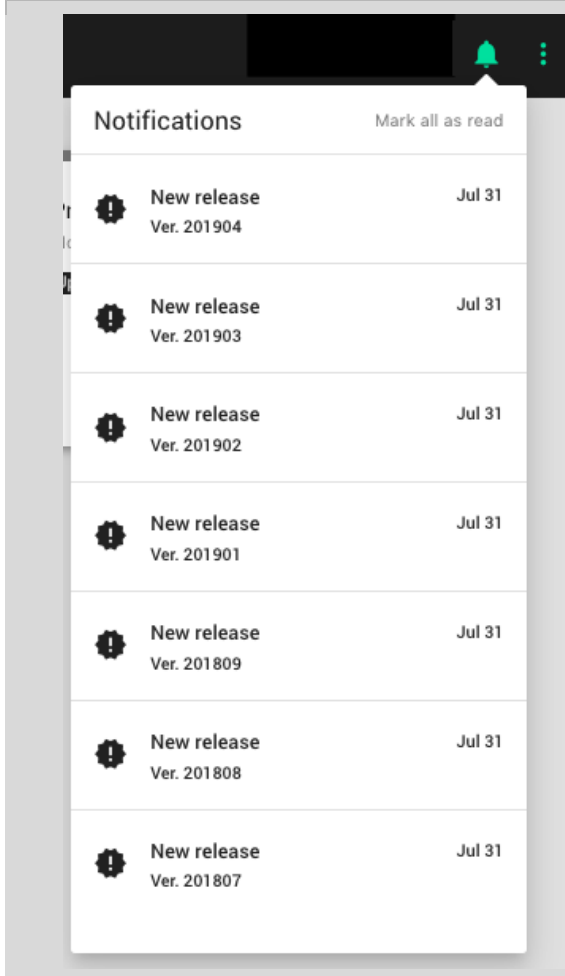 Notifications Mark all as read
New release Jul 31
Ver. 201904
New release Jul 31
Ver. 201903
New release Jul 31
Ver. 201902
New release Jul 31
Ver. 201901
New release Jul 31
Ver. 201809
New release Jul 31
Ver. 201808
New release Jul 31
Ver. 201807